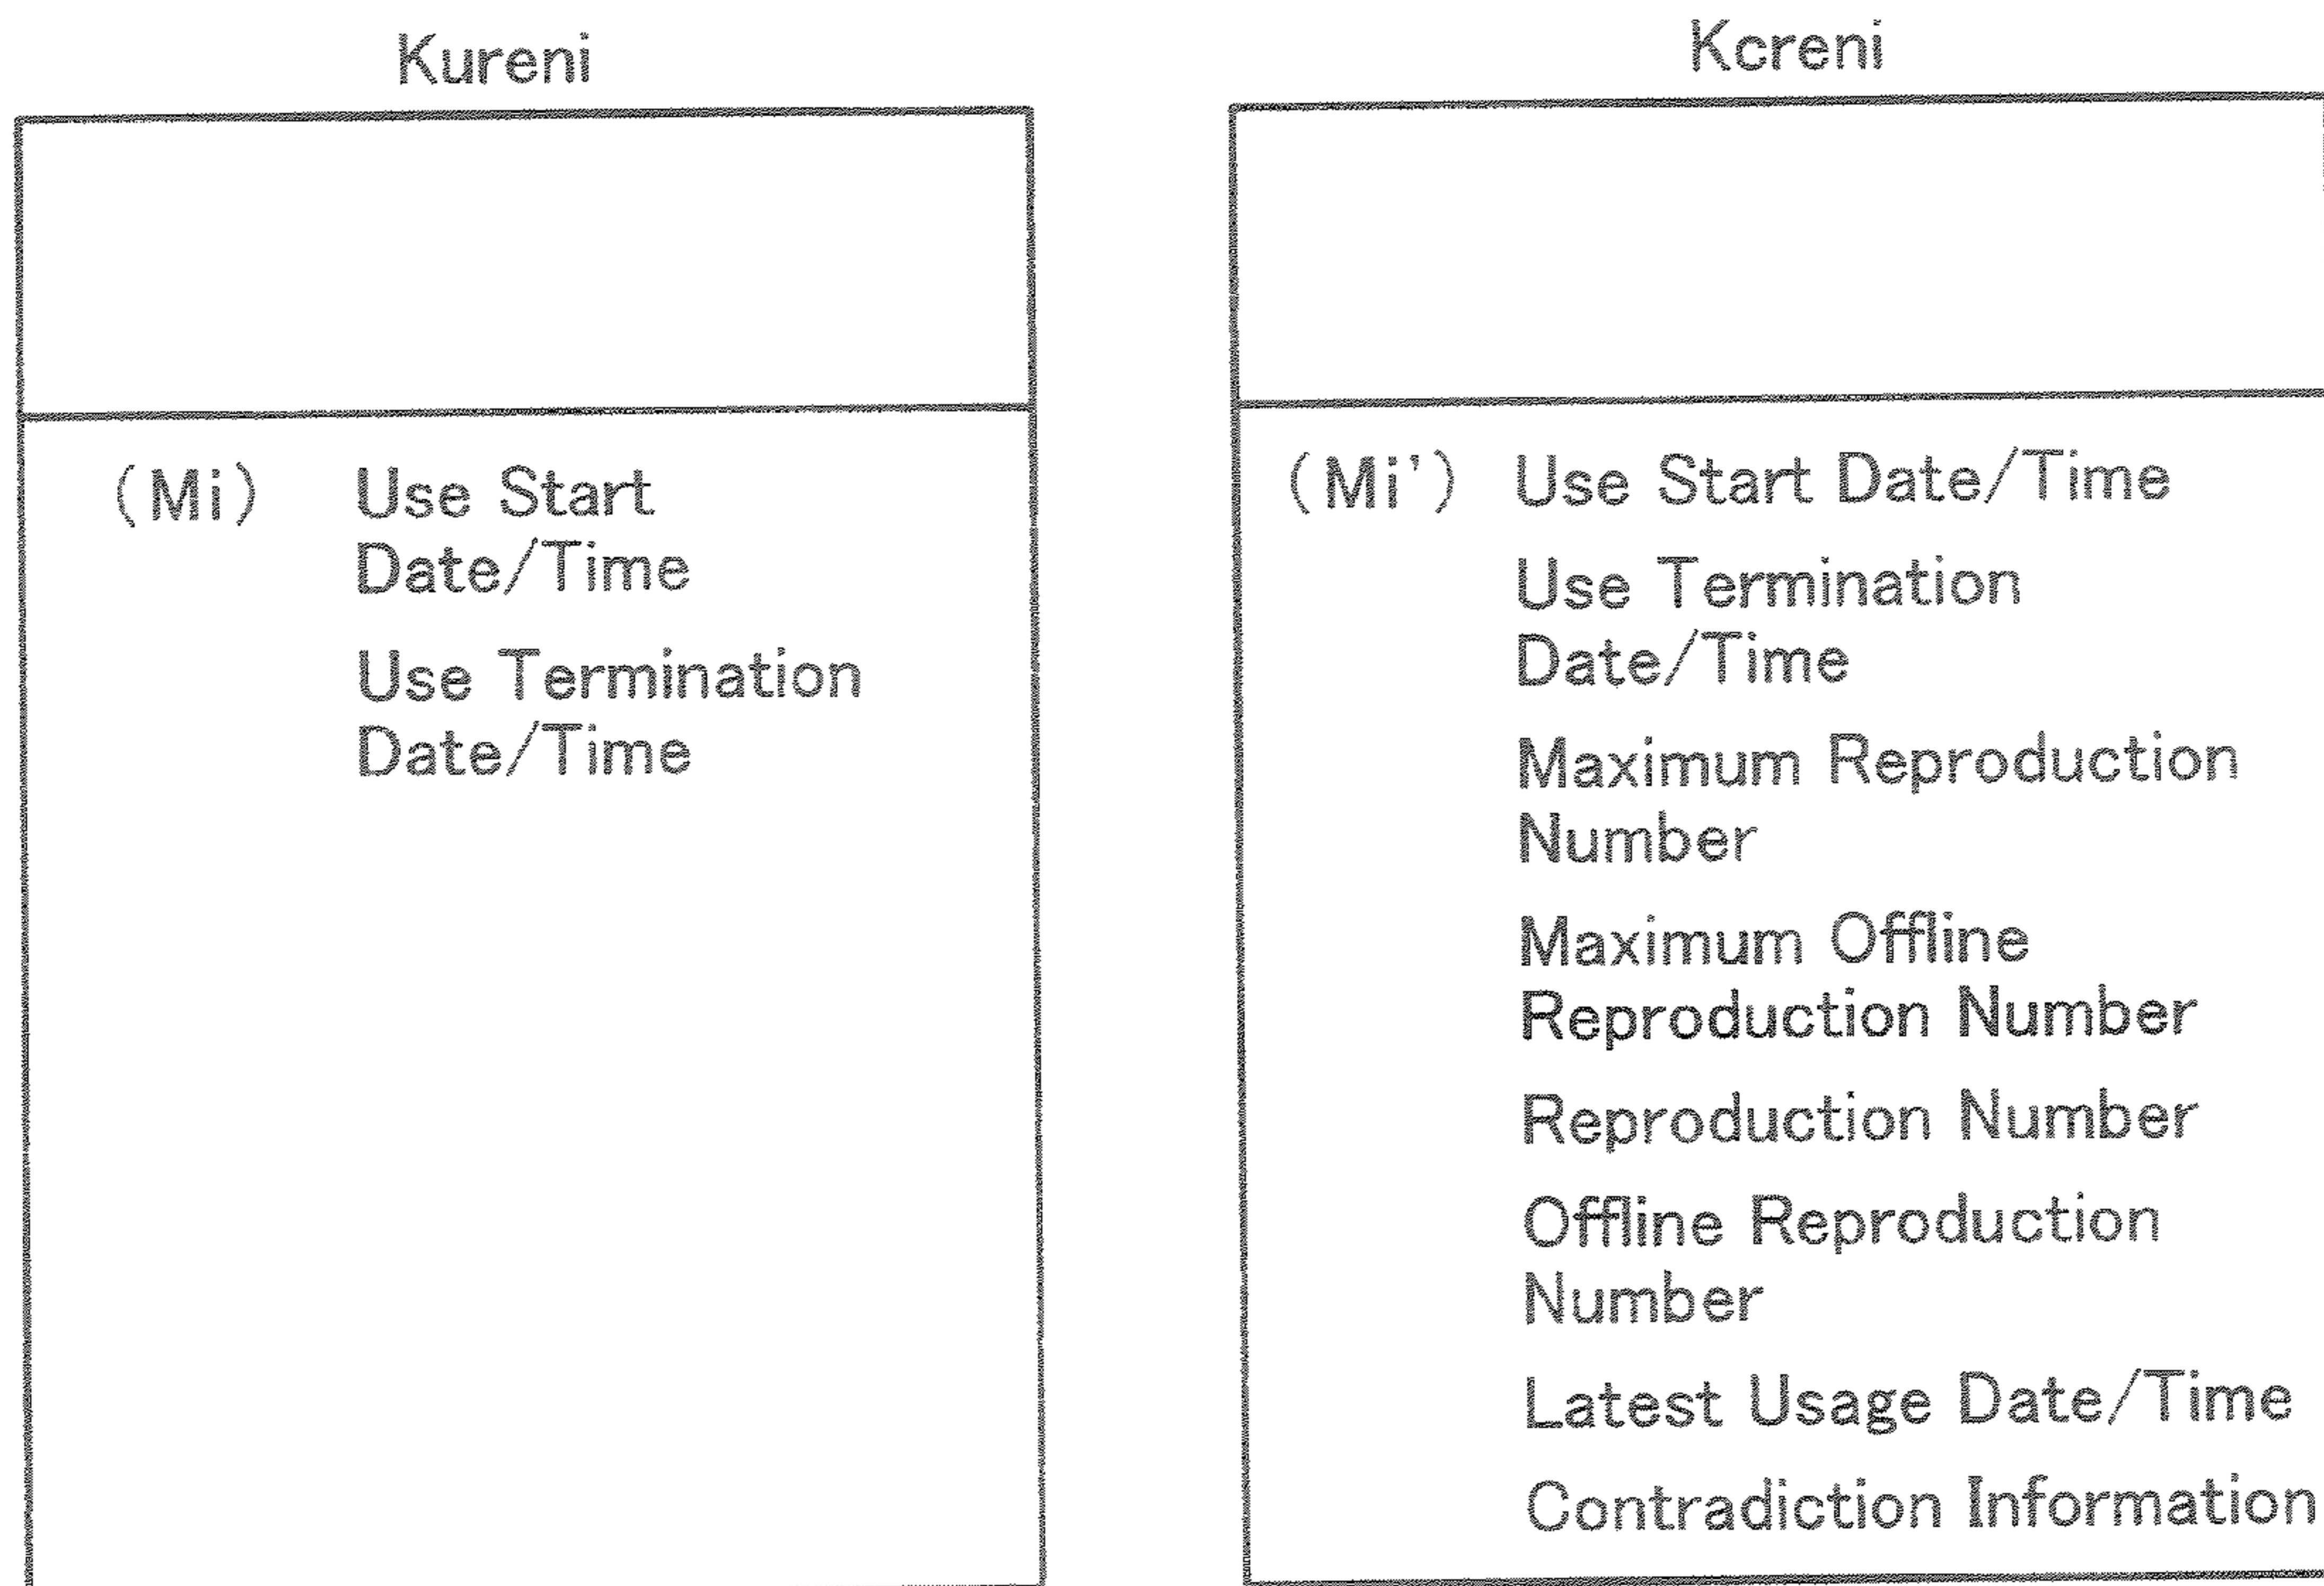 Kureni
(Mi) Use Start
Date/Time
Use Termination
Date/Time
Kcreni
(Mi') Use Start Date/Time
Use Termination
Date/Time
Maximum Reproduction
Number
Maximum Offline
Reproduction Number
Reproduction Number
Offline Reproduction
Number
Latest Usage Date/Time
Contradiction Information